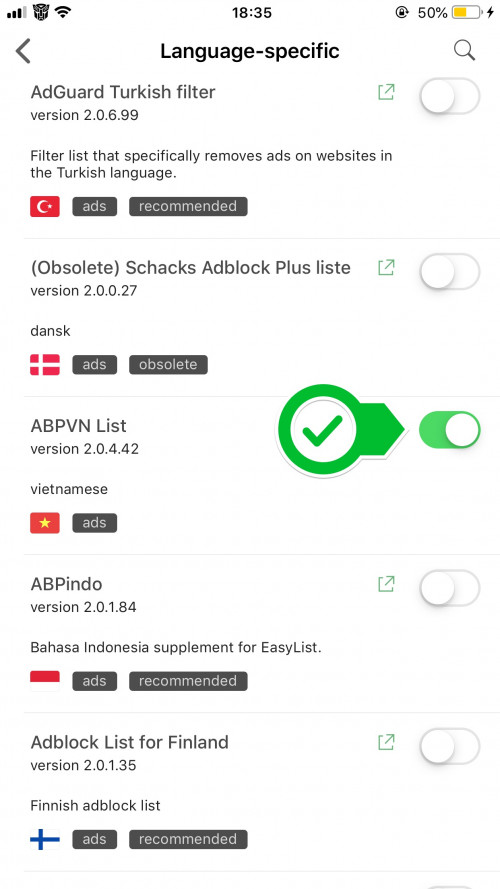 18:35
50%
Language-specific
AdGuard Turkish filter
version 2.0.6.99
Filter list that specifically removes ads on websites in
the Turkish language.
ads
recommended
(Obsolete) Schacks Adblock Plus liste
version 2.0.0.27
dansk
ads
obsolete
ABPVN List
version 2.0.4.42
vietnamese
ads
ABPindo
version 2.0.1.84
Bahasa Indonesia supplement for EasyList.
ads
recommended
Adblock List for Finland
version 2.0.1.35
Finnish adblock list
ads
recommended